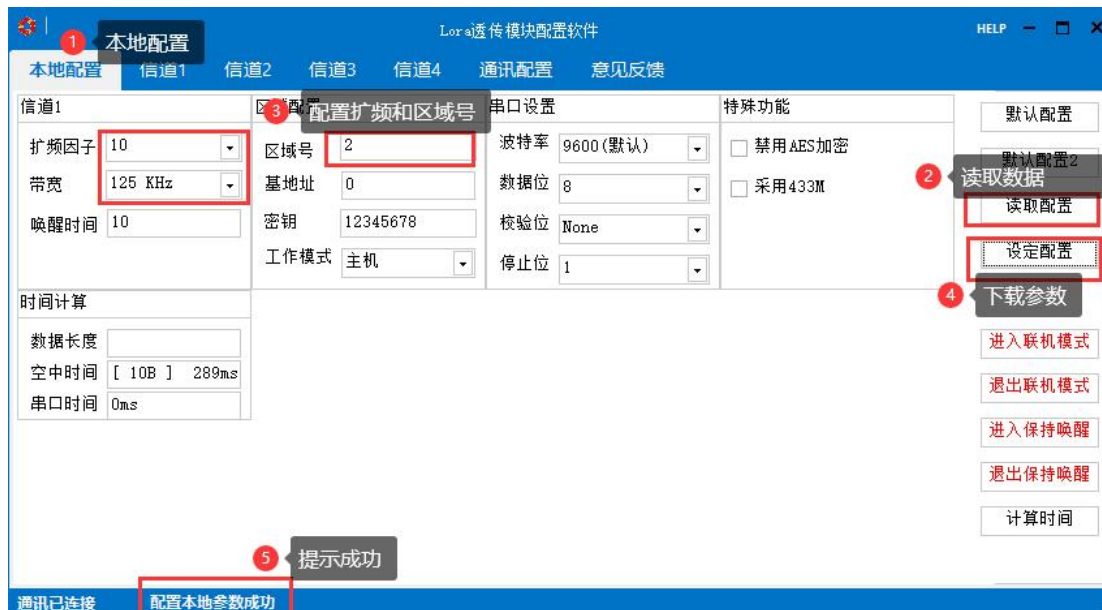 Lora透传模块配置软件
HELP
1 本地配置
本地配置 信道1 信道2 信道3 信道4 通讯配置 意见反馈
信道1
扩频因子 10
带宽 125 KHz
唤醒时间 10
3 配置扩频和区域号
区域号 2
基地址 0
密钥 12345678
工作模式 主机
串口设置
波特率 9600(默认)
数据位 8
校验位 None
停止位 1
特殊功能
禁用AES加密
采用433M
默认配置
默认配置2
2 读取数据
读取配置
设定配置
4 下载参数
进入联机模式
退出联机模式
进入保持唤醒
退出保持唤醒
计算时间
时间计算
数据长度
空中时间 [ 10B ] 289ms
串口时间 0ms
5 提示成功
通讯已连接 配置本地参数成功